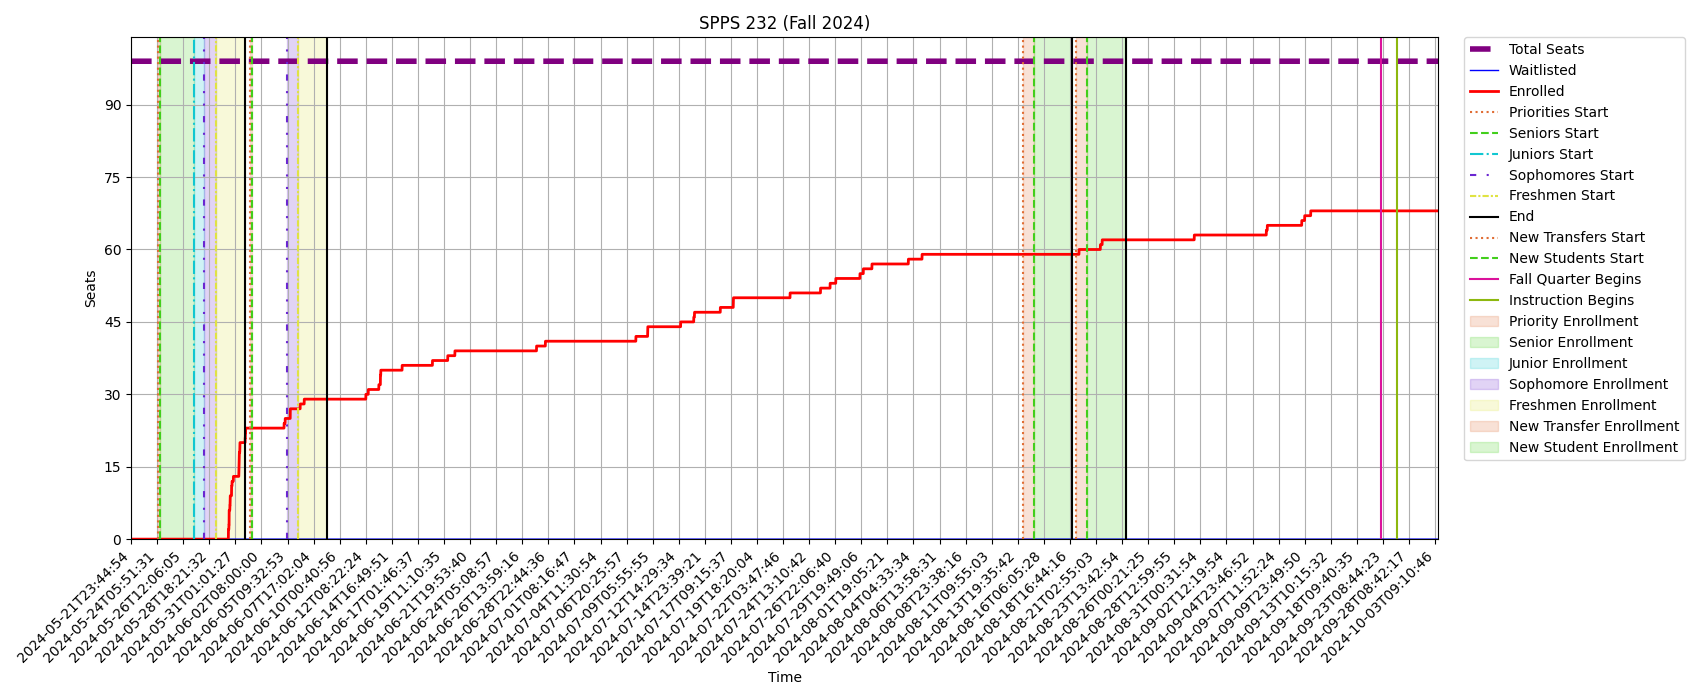 SPPS 232 (Fall 2024)
Seats
90
75
60
45
30
15
0
2024-05-21T23:44:54
2024-05-24T05:51:31
2024-05-26T12:06:05
2024-05-28T18:21:32
2024-05-31T01:01:27
2024-06-02T08:00:00
2024-06-05T09:32:53
2024-06-07T17:02:04
2024-06-10T00:40:56
2024-06-12T08:22:24
2024-06-14T16:49:51
2024-06-17T01:46:37
2024-06-19T11:10:35
2024-06-21T19:53:40
2024-06-24T05:08:57
2024-06-26T13:59:16
2024-06-28T22:44:36
2024-07-01T08:16:47
2024-07-04T11:30:54
2024-07-06T20:25:57
2024-07-09T05:55:55
2024-07-12T14:29:34
2024-07-14T23:39:21
2024-07-17T09:15:37
2024-07-19T18:20:04
2024-07-22T03:47:46
2024-07-24T13:10:42
2024-07-26T22:06:40
2024-07-29T19:49:06
2024-08-01T19:05:21
2024-08-04T04:33:34
2024-08-06T13:58:31
2024-08-08T23:38:16
2024-08-11T09:55:03
2024-08-13T19:35:42
2024-08-16T06:05:28
2024-08-18T16:44:16
2024-08-21T02:55:03
2024-08-23T13:42:54
2024-08-26T01:21:25
2024-08-28T12:59:55
2024-08-31T00:31:54
2024-09-02T12:19:54
2024-09-04T23:46:52
2024-09-07T11:52:24
2024-09-09T23:49:50
2024-09-13T10:15:32
2024-09-18T09:40:35
2024-09-23T08:44:23
2024-09-28T08:42:17
2024-10-03T09:10:46
Time
Total Seats
Waitlisted
Enrolled
Priorities Start
Seniors Start
Juniors Start
Sophomores Start
Freshmen Start
End
New Transfers Start
New Students Start
Fall Quarter Begins
Instruction Begins
Priority Enrollment
Senior Enrollment
Junior Enrollment
Sophomore Enrollment
Freshmen Enrollment
New Transfer Enrollment
New Student Enrollment